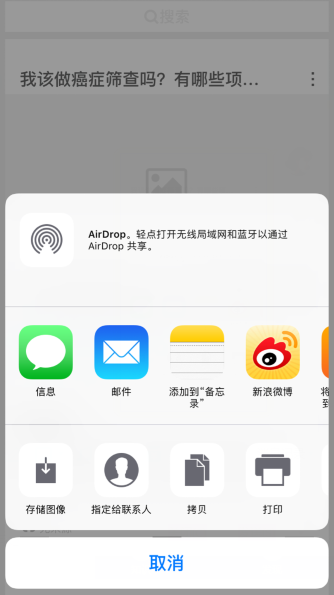 搜索
我该做癌症筛查吗？有哪些项...
AirDrop。轻点打开无线局域网和蓝牙以通过
AirDrop 共享。
信息
邮件
添加到“备忘
录”
新浪微博
将
到
存储图像
指定给联系人
拷贝
打印
取消